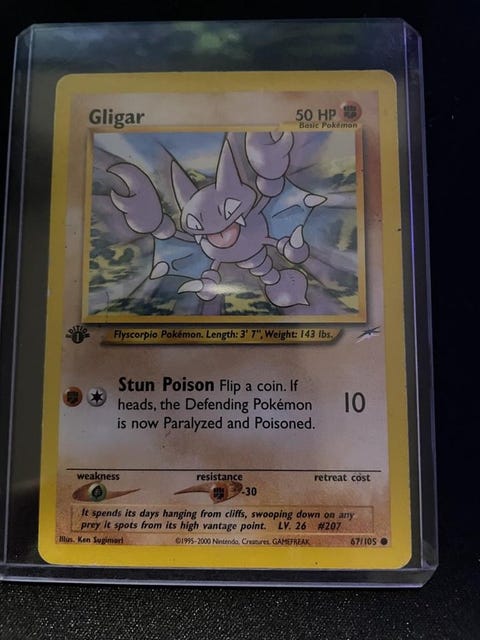 Gligar
50 HP
Basic Pokémon
EDITION
1
Flyscorpio Pokémon. Length: 3' 7", Weight: 143 lbs.
Stun Poison Flip a coin. If
heads, the Defending Pokémon
is now Paralyzed and Poisoned.
10
weakness
resistance
retreat cost
-30
It spends its days hanging from cliffs, swooping down on any
prey it spots from its high vantage point. LV. 26 #207
Illus. Ken Sugimori
©1995-2000 Nintendo, Creatures, GAMEFREAK.
67/105